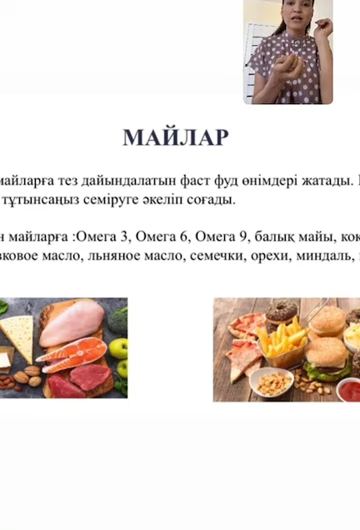 МАЙЛАР
майларға тез дайындалатын фаст фуд өнімдері жатады.
тұтынсаңыз семіруге әкеліп соғады.
майларға :Омега 3, Омега 6, Омега 9, балық майы,
масло, льняное масло, семечки, орехи, миндаль,